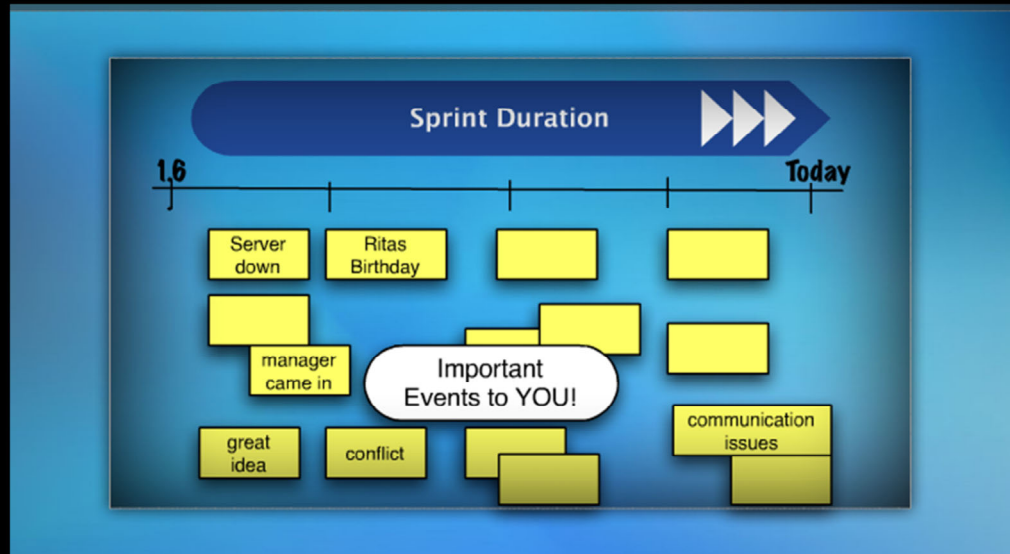 Sprint Duration
1.6
Today
Server
down
Ritas
Birthday
manager
came in
Important
Events to YOU!
great
idea
conflict
communication
issues